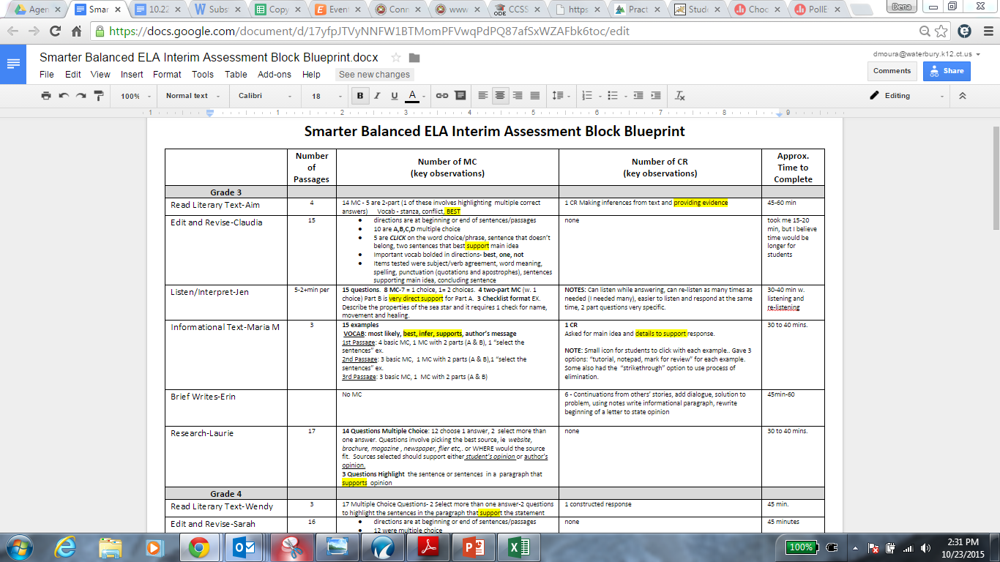 Agen
Smar
10.22
Subs
Copy
Even
Conn
www
CCSS
https
Pract
Stude
Choc
PollE
Dena
https://docs.google.com/document/d/17yfpJTVyNNFW1BTMomPFVwqPdPQ87afSxWZAFbk6toc/edit
Smarter Balanced ELA Interim Assessment Block Blueprint.docx
dmoura@waterbury.k12.ct.us
File Edit View Insert Format Tools Table Add-ons Help See new changes
Comments Share
100% Normal text Calibri 18 B I U A Editing
1 1 2 3 4 5 6 7 8 9
Smarter Balanced ELA Interim Assessment Block Blueprint
Number
of
Passages
Number of MC
(key observations)
Number of CR
(key observations)
Approx.
Time to
Complete
Grade 3
Read Literary Text-Aim
4
14 MC - 5 are 2-part (1 of these involves highlighting multiple correct
answers) Vocab - stanza, conflict, BEST
1 CR Making inferences from text and providing evidence
45-60 min
Edit and Revise-Claudia
15
• directions are at beginning or end of sentences/passages
• 10 are A,B,C,D multiple choice
• 5 are CLICK on the word choice/phrase, sentence that doesn't
belong, two sentences that best support main idea
• Important vocab bolded in directions- best, one, not
• Items tested were subject/verb agreement, word meaning,
spelling, punctuation (quotations and apostrophes), sentences
supporting main idea, concluding sentence
none
took me 15-20
min, but I believe
time would be
longer for
students
Listen/Interpret-Jen
5-2+min per
15 questions. 8 MC-7 = 1 choice, 1= 2 choices. 4 two-part MC (w. 1
choice) Part B is very direct support for Part A. 3 Checklist format EX.
Describe the properties of the sea star and it requires 1 check for name,
movement and healing.
NOTES: Can listen while answering, can re-listen as many times as
needed (I needed many), easier to listen and respond at the same
time, 2 part questions very specific.
30-40 min w.
listening and
re-listening
Informational Text-Maria M
3
15 examples
VOCAB: most likely, best, infer, supports, author's message
1st Passage: 4 basic MC, 1 MC with 2 parts (A & B), 1 "select the
sentences" ex.
2nd Passage: 3 basic MC, 1 MC with 2 parts (A & B),1 "select the
sentences" ex.
3rd Passage: 3 basic MC, 1 MC with 2 parts (A & B)
1 CR
Asked for main idea and details to support response.
NOTE: Small icon for students to click with each example.. Gave 3
options: "tutorial, notepad, mark for review" for each example.
Some also had the "strikethrough" option to use process of
elimination.
30 to 40 mins.
Brief Writes-Erin
No MC
6 - Continuations from others' stories, add dialogue, solution to
problem, using notes write informational paragraph, rewrite
beginning of a letter to state opinion
45min-60
Research-Laurie
17
14 Questions Multiple Choice: 12 choose 1 answer, 2 select more than
one answer. Questions involve picking the best source, ie website,
brochure, magazine , newspaper, flier etc,. or WHERE would the source
fit. Sources selected should support either student's opinion or author's
opinion.
3 Questions Highlight the sentence or sentences in a paragraph that
supports opinion
none
30 to 40 mins.
Grade 4
Read Literary Text-Wendy
3
17 Multiple Choice Questions- 2 Select more than one answer-2 questions
to highlight the sentences in the paragraph that support the statement
1 constructed response
45 min.
Edit and Revise-Sarah
16
• directions are at beginning or end of sentences/passages
• 12 were multiple choice
none
45 minutes
100%
2:31 PM
10/23/2015